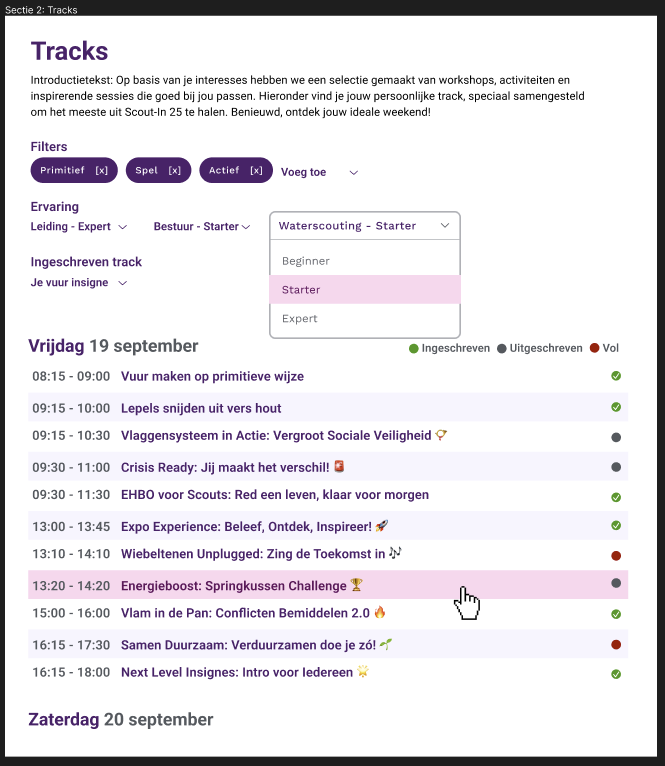 Sectie 2: Tracks
Tracks
Introductietekst: Op basis van je interesses hebben we een selectie gemaakt van workshops, activiteiten en
inspirerende sessies die goed bij jou passen. Hieronder vind je jouw persoonlijke track, speciaal samengesteld
om het meeste uit Scout-In 25 te halen. Benieuwd, ontdek jouw ideale weekend!
Filters
Primitief [x] Spel [x] Actief [x] Voeg toe
Ervaring
Leiding - Expert Bestuur - Starter Waterscouting - Starter
Beginner
Starter
Expert
Ingeschreven track
Je vuur insigne
Vrijdag 19 september
Ingeschreven Uitgeschreven Vol
08:15 - 09:00 Vuur maken op primitieve wijze
09:15 - 10:00 Lepels snijden uit vers hout
09:15 - 10:30 Vlaggensysteem in Actie: Vergroot Sociale Veiligheid
09:30 - 11:00 Crisis Ready: Jij maakt het verschil! 🚨
09:30 - 11:30 EHBO voor Scouts: Red een leven, klaar voor morgen
13:00 - 13:45 Expo Experience: Beleef, Ontdek, Inspireer! 🚀
13:10 - 14:10 Wiebeltenen Unplugged: Zing de Toekomst in 🎶
13:20 - 14:20 Energieboost: Springkussen Challenge 🏆
15:00 - 16:00 Vlam in de Pan: Conflicten Bemiddelen 2.0 🔥
16:15 - 17:30 Samen Duurzaam: Verduurzamen doe je zó! 🌱
16:15 - 18:00 Next Level Insignes: Intro voor Iedereen 🌟
Zaterdag 20 september